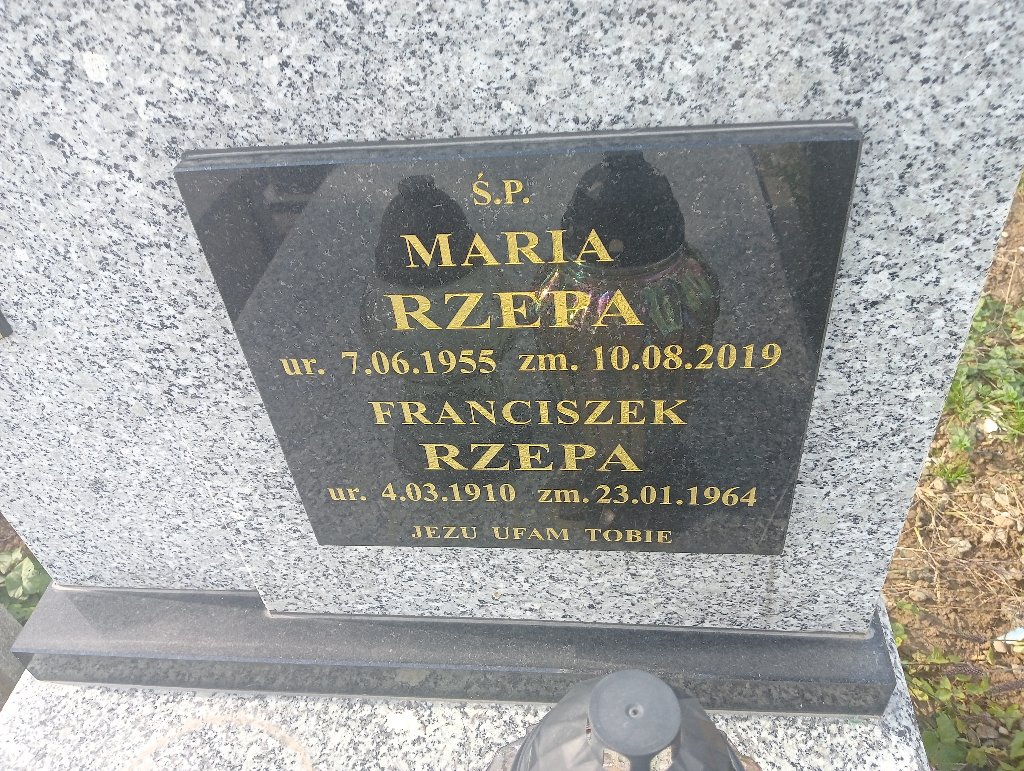 Ś.P.
MARIA
RZEPA
ur. 7.06.1955 zm. 10.08.2019
FRANCISZEK
RZEPA
ur. 4.03.1910 zm. 23.01.1964
JEZU UFAM TOBIE